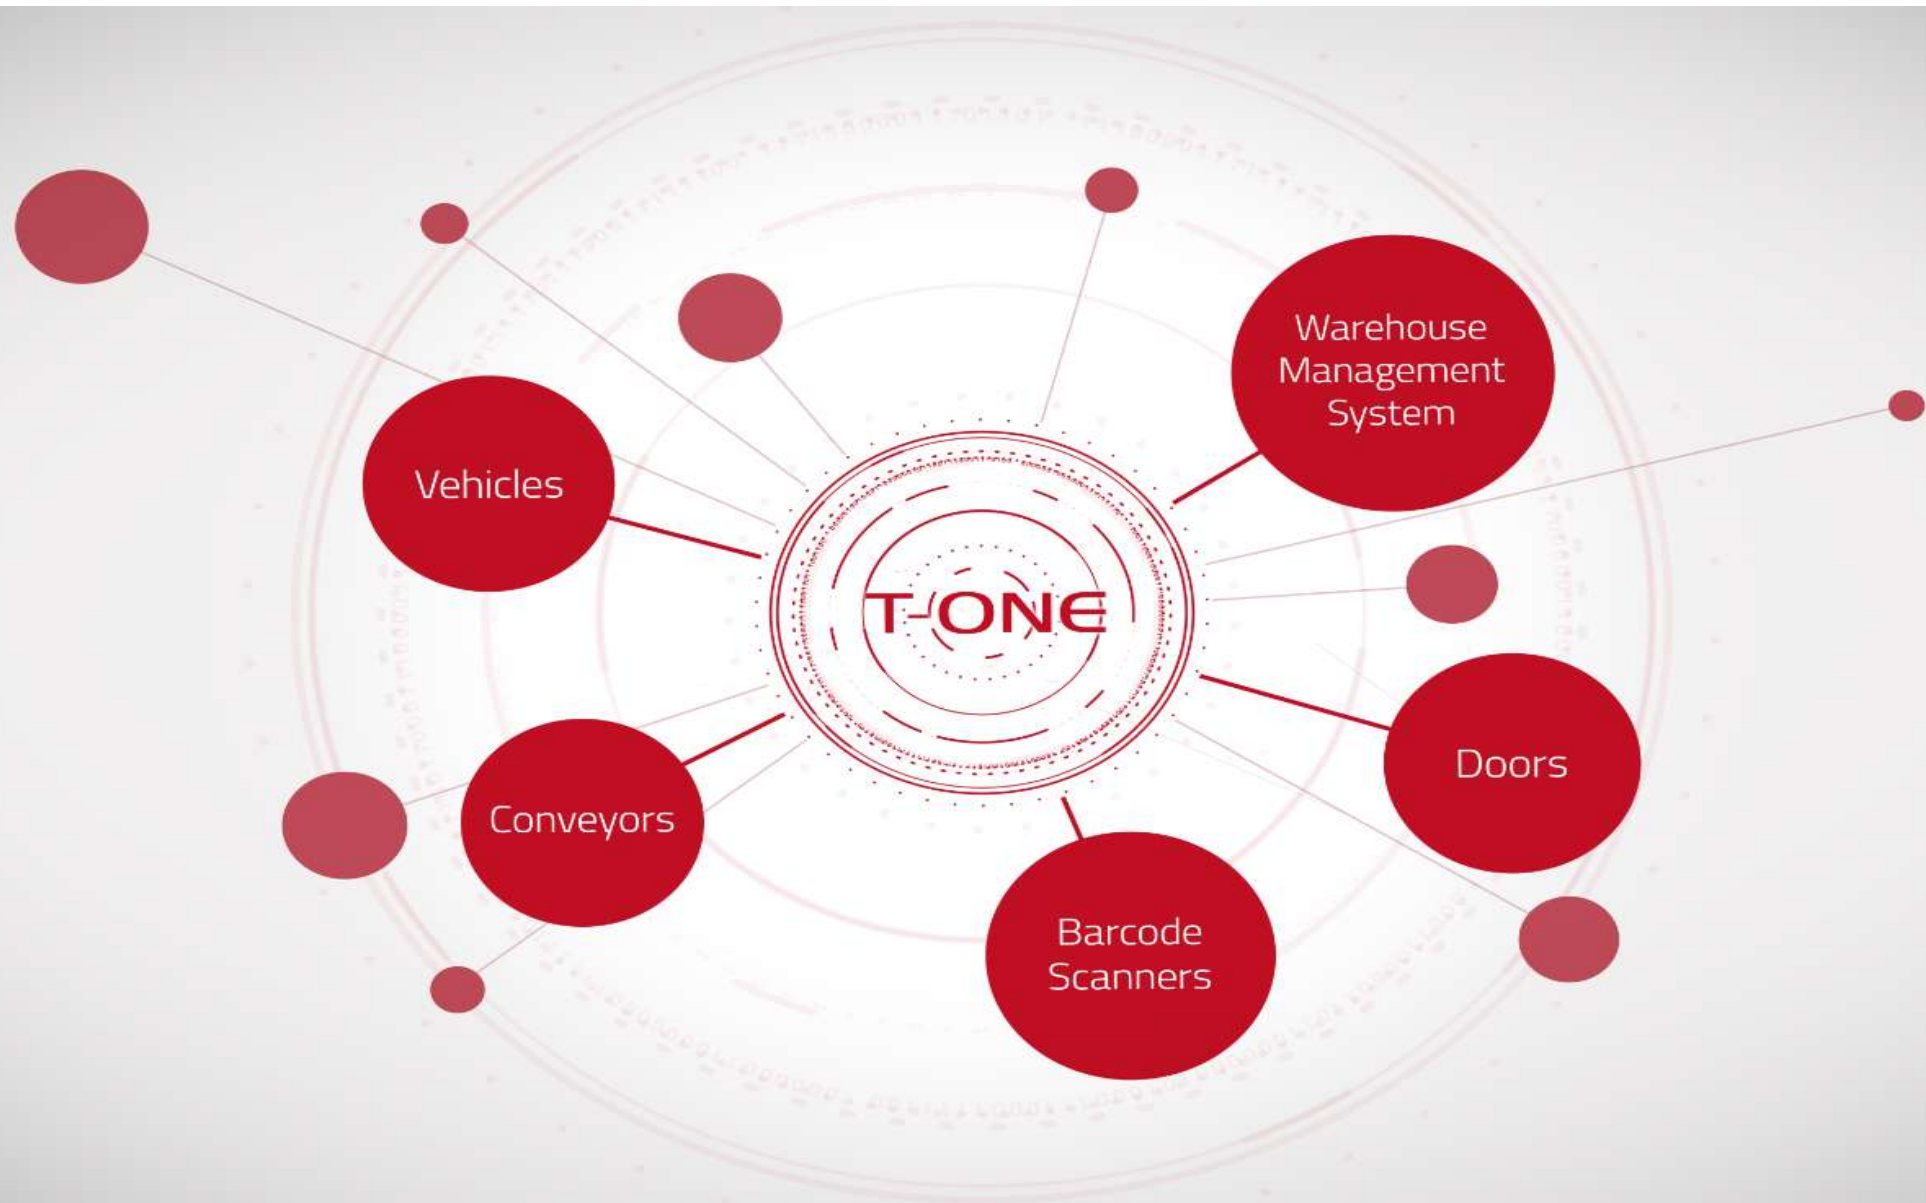 Warehouse
Management
System
Vehicles
T-ONE
Doors
Conveyors
Barcode
Scanners